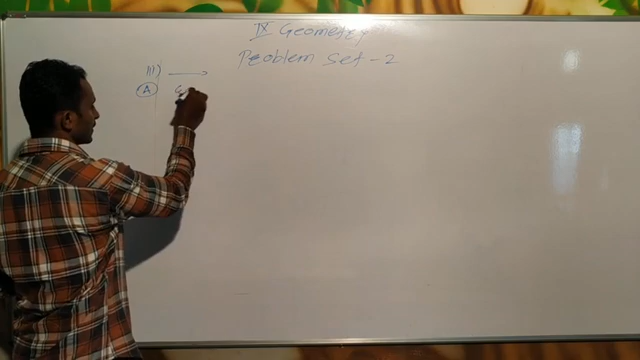 IX Geometry
Problem Set - 2
iii) →
A